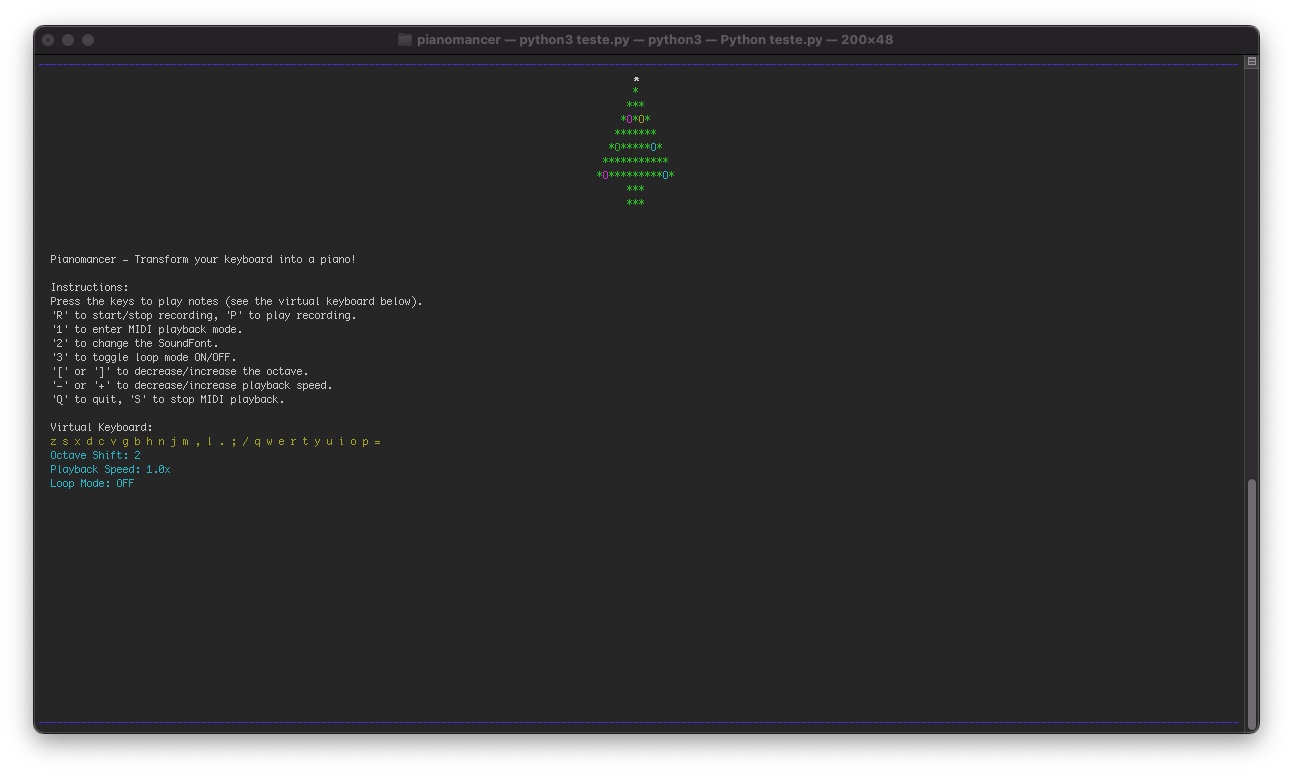 pianomancer — python3 teste.py — python3 — Python teste.py — 200×48
*
*
***
*O*O*
*******
*O*****O*
***********
*O*********O*
***
***
Pianomancer - Transform your keyboard into a piano!
Instructions:
Press the keys to play notes (see the virtual keyboard below).
'R' to start/stop recording, 'P' to play recording.
'1' to enter MIDI playback mode.
'2' to change the SoundFont.
'3' to toggle loop mode ON/OFF.
'[' or ']' to decrease/increase the octave.
'-' or '+' to decrease/increase playback speed.
'Q' to quit, 'S' to stop MIDI playback.
Virtual Keyboard:
z s x d c v g b h n j m , l . ; / q w e r t y u i o p =
Octave Shift: 2
Playback Speed: 1.0x
Loop Mode: OFF